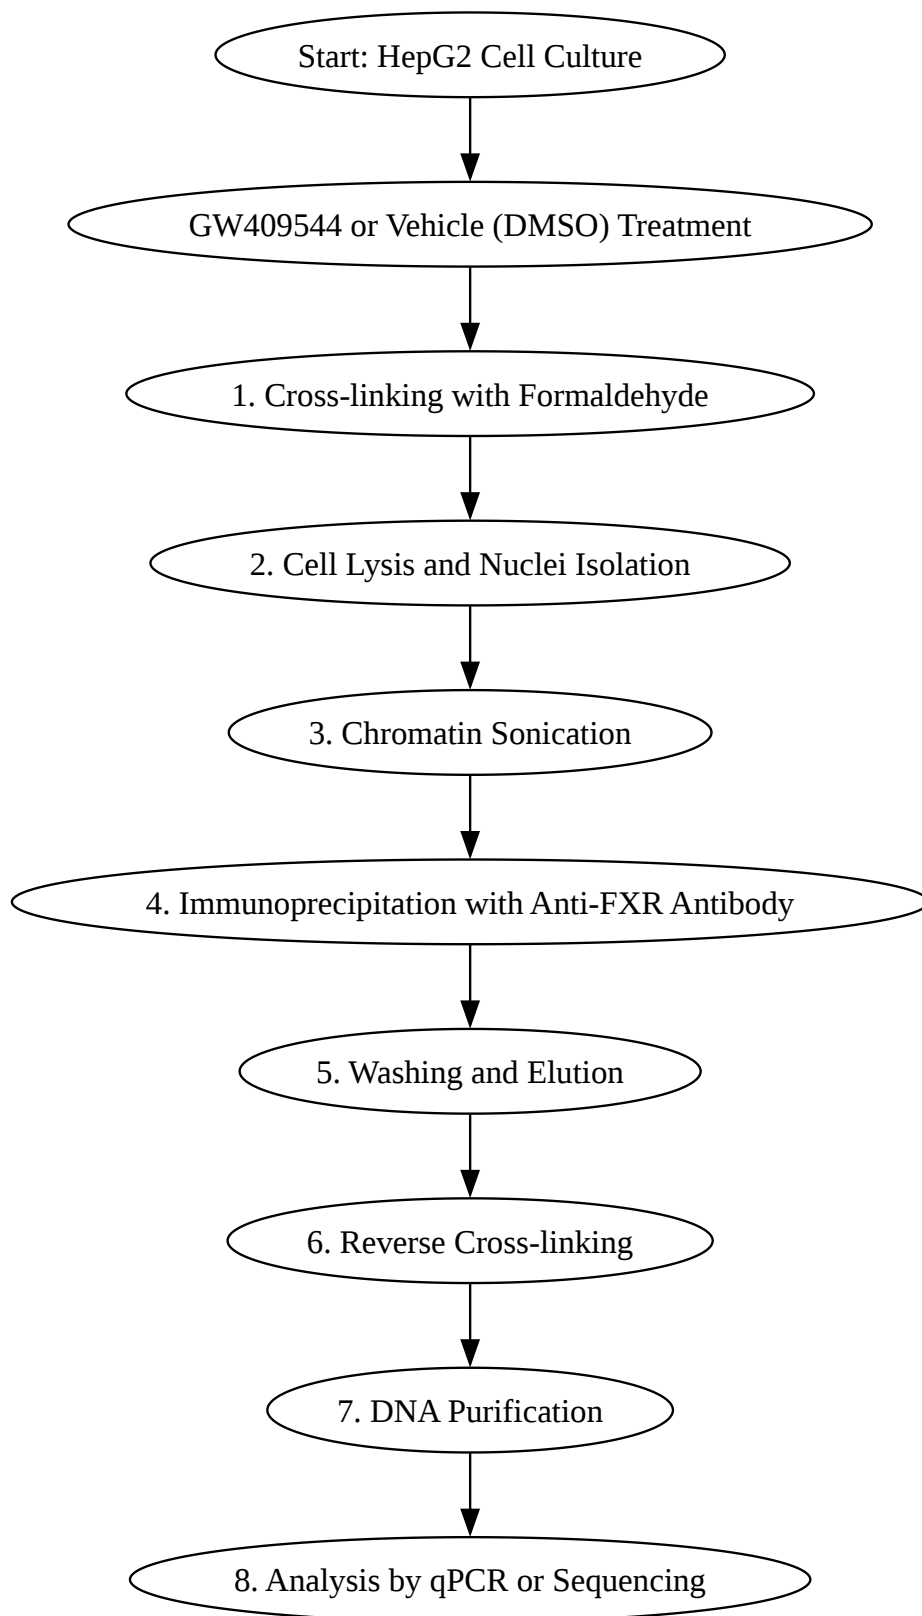 Start: HepG2 Cell Culture
GW409544 or Vehicle (DMSO) Treatment
1. Cross-linking with Formaldehyde
2. Cell Lysis and Nuclei Isolation
3. Chromatin Sonication
4. Immunoprecipitation with Anti-FXR Antibody
5. Washing and Elution
6. Reverse Cross-linking
7. DNA Purification
8. Analysis by qPCR or Sequencing